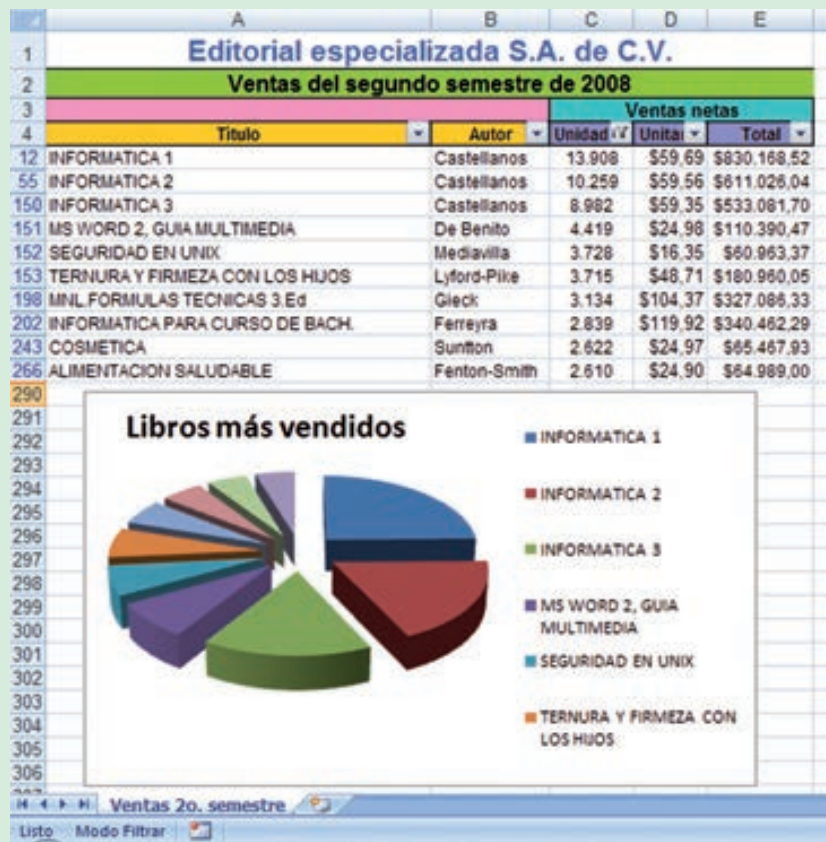 A B C D E
1 Editorial especializada S.A. de C.V.
2 Ventas del segundo semestre de 2008
3 Ventas netas
4 Titulo Autor Unidad Unitar Total
12 INFORMATICA 1 Castellanos 13.908 $59,69 $830.168,52
55 INFORMATICA 2 Castellanos 10.259 $59,56 $611.026,04
150 INFORMATICA 3 Castellanos 8.982 $59,35 $533.081,70
151 MS WORD 2, GUIA MULTIMEDIA De Benito 4.419 $24,98 $110.390,47
152 SEGURIDAD EN UNIX Mediavilla 3.728 $16,35 $60.963,37
153 TERNURA Y FIRMEZA CON LOS HIJOS Lyford-Pike 3.715 $48,71 $180.960,05
198 MNL.FORMULAS TECNICAS 3.Ed Gieck 3.134 $104,37 $327.086,33
202 INFORMATICA PARA CURSO DE BACH. Ferreyra 2.839 $119,92 $340.462,29
243 COSMETICA 2.622 $24,97 $65.467,93
266 ALIMENTACION SALUDABLE Fenton-Smith 2.610 $24,90 $64.989,00
290
291
292
293
294
295
296
297
298
299
300
301
302
303
304
305
306
Libros más vendidos
INFORMATICA 1
INFORMATICA 2
INFORMATICA 3
MS WORD 2, GUIA
MULTIMEDIA
SEGURIDAD EN UNIX
TERNURA Y FIRMEZA CON
LOS HIJOS
Ventas 2o. semestre
Listo Modo Filtrar